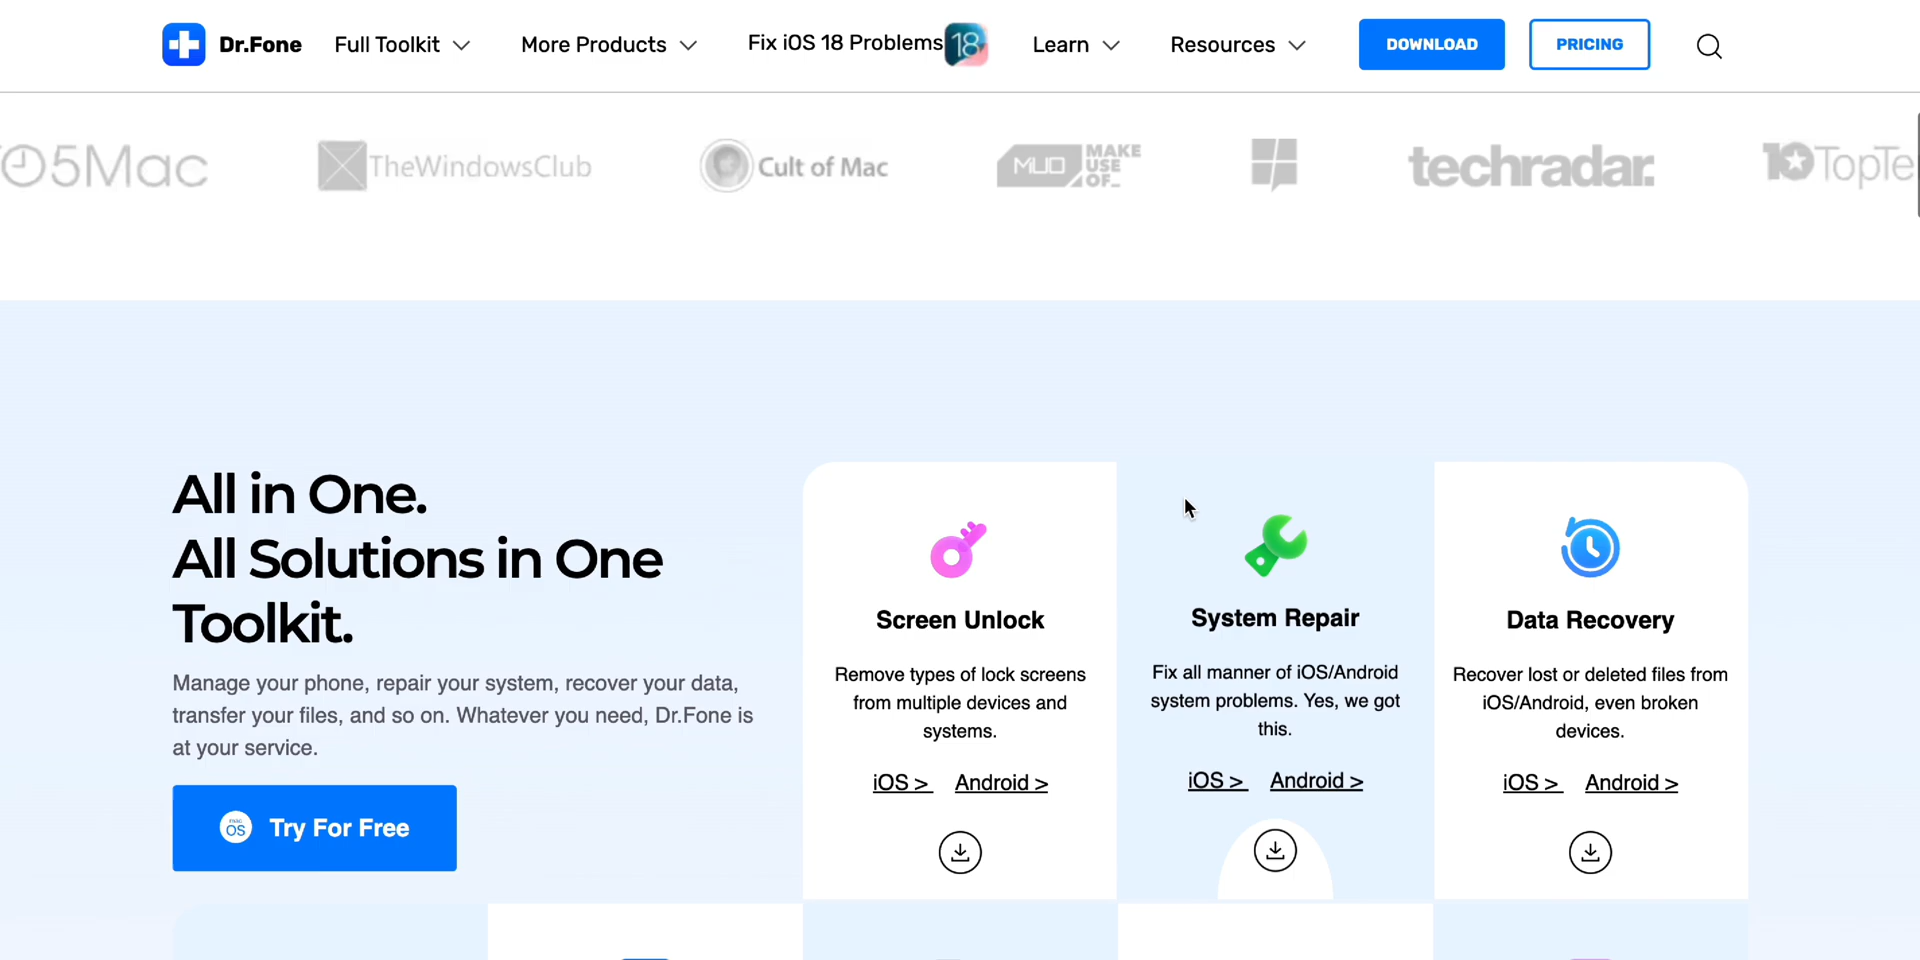 Dr.Fone Full Toolkit More Products Fix iOS 18 Problems 18 Learn Resources DOWNLOAD PRICING
O5Mac TheWindowsClub Cult of Mac MUO MAKE USE OF_ techradar. 10 TopTe
All in One.
All Solutions in One
Toolkit.
Manage your phone, repair your system, recover your data,
transfer your files, and so on. Whatever you need, Dr.Fone is
at your service.
macOS Try For Free
Screen Unlock
Remove types of lock screens
from multiple devices and
systems.
iOS > Android >
System Repair
Fix all manner of iOS/Android
system problems. Yes, we got
this.
iOS > Android >
Data Recovery
Recover lost or deleted files from
iOS/Android, even broken
devices.
iOS > Android >